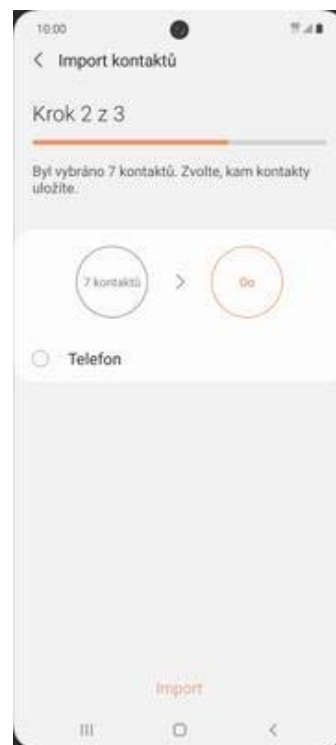 10:00
Import kontaktů
Krok 2 z 3
Byl vybráno 7 kontaktů. Zvolte, kam kontakty
uložíte.
7 kontaktů > Do
Telefon
Import